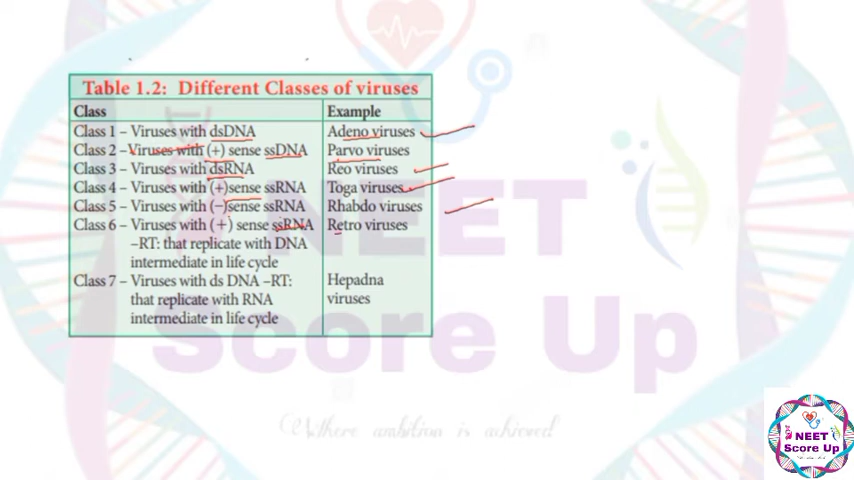 Table 1.2: Different Classes of viruses
Class Example
Class 1 – Viruses with dsDNA Adeno viruses
Class 2 – Viruses with (+) sense ssDNA Parvo viruses
Class 3 – Viruses with dsRNA Reo viruses
Class 4 – Viruses with (+)sense ssRNA Toga viruses
Class 5 – Viruses with (–)sense ssRNA Rhabdo viruses
Class 6 – Viruses with (+) sense ssRNA Retro viruses
–RT: that replicate with DNA
intermediate in life cycle
Class 7 – Viruses with ds DNA –RT: Hepadna
that replicate with RNA viruses
intermediate in life cycle
NEET
Score Up
Where ambition is achieved
NEET
Score Up